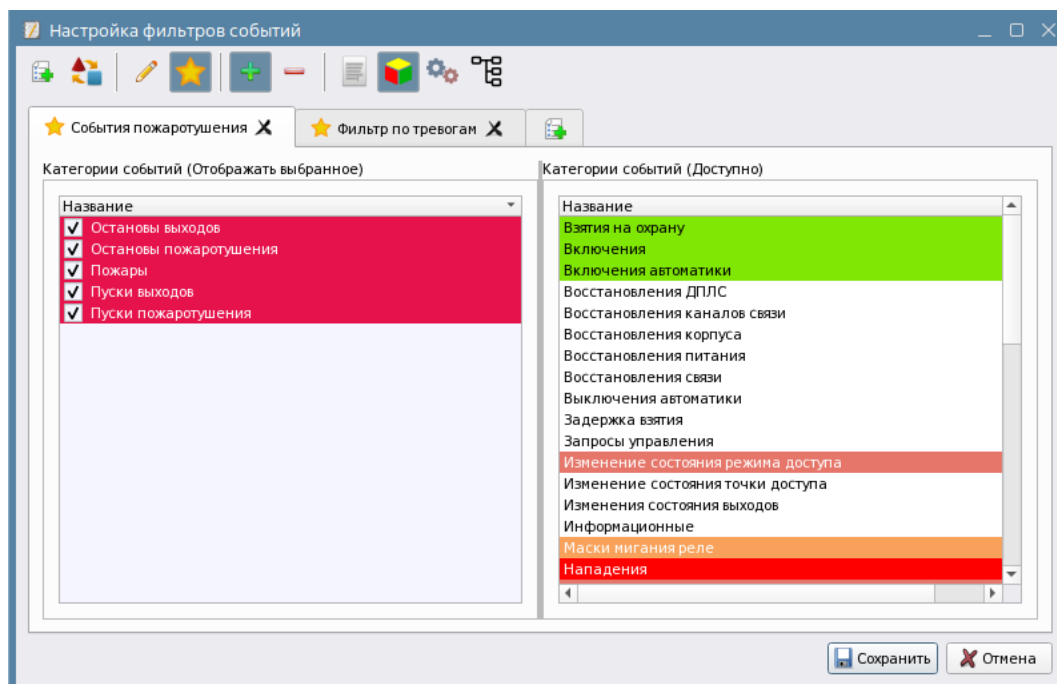 Настройка фильтров событий
События пожаротушения
Фильтр по тревогам
Категории событий (Отображать выбранное)
Название
Остановы выходов
Остановы пожаротушения
Пожары
Пуски выходов
Пуски пожаротушения
Категории событий (Доступно)
Название
Взятия на охрану
Включения
Включения автоматики
Восстановления ДПЛС
Восстановления каналов связи
Восстановления корпуса
Восстановления питания
Восстановления связи
Выключения автоматики
Задержка взятия
Запросы управления
Изменение состояния режима доступа
Изменение состояния точки доступа
Изменения состояния выходов
Информационные
Маски мигания реле
Нападения
Сохранить
Отмена